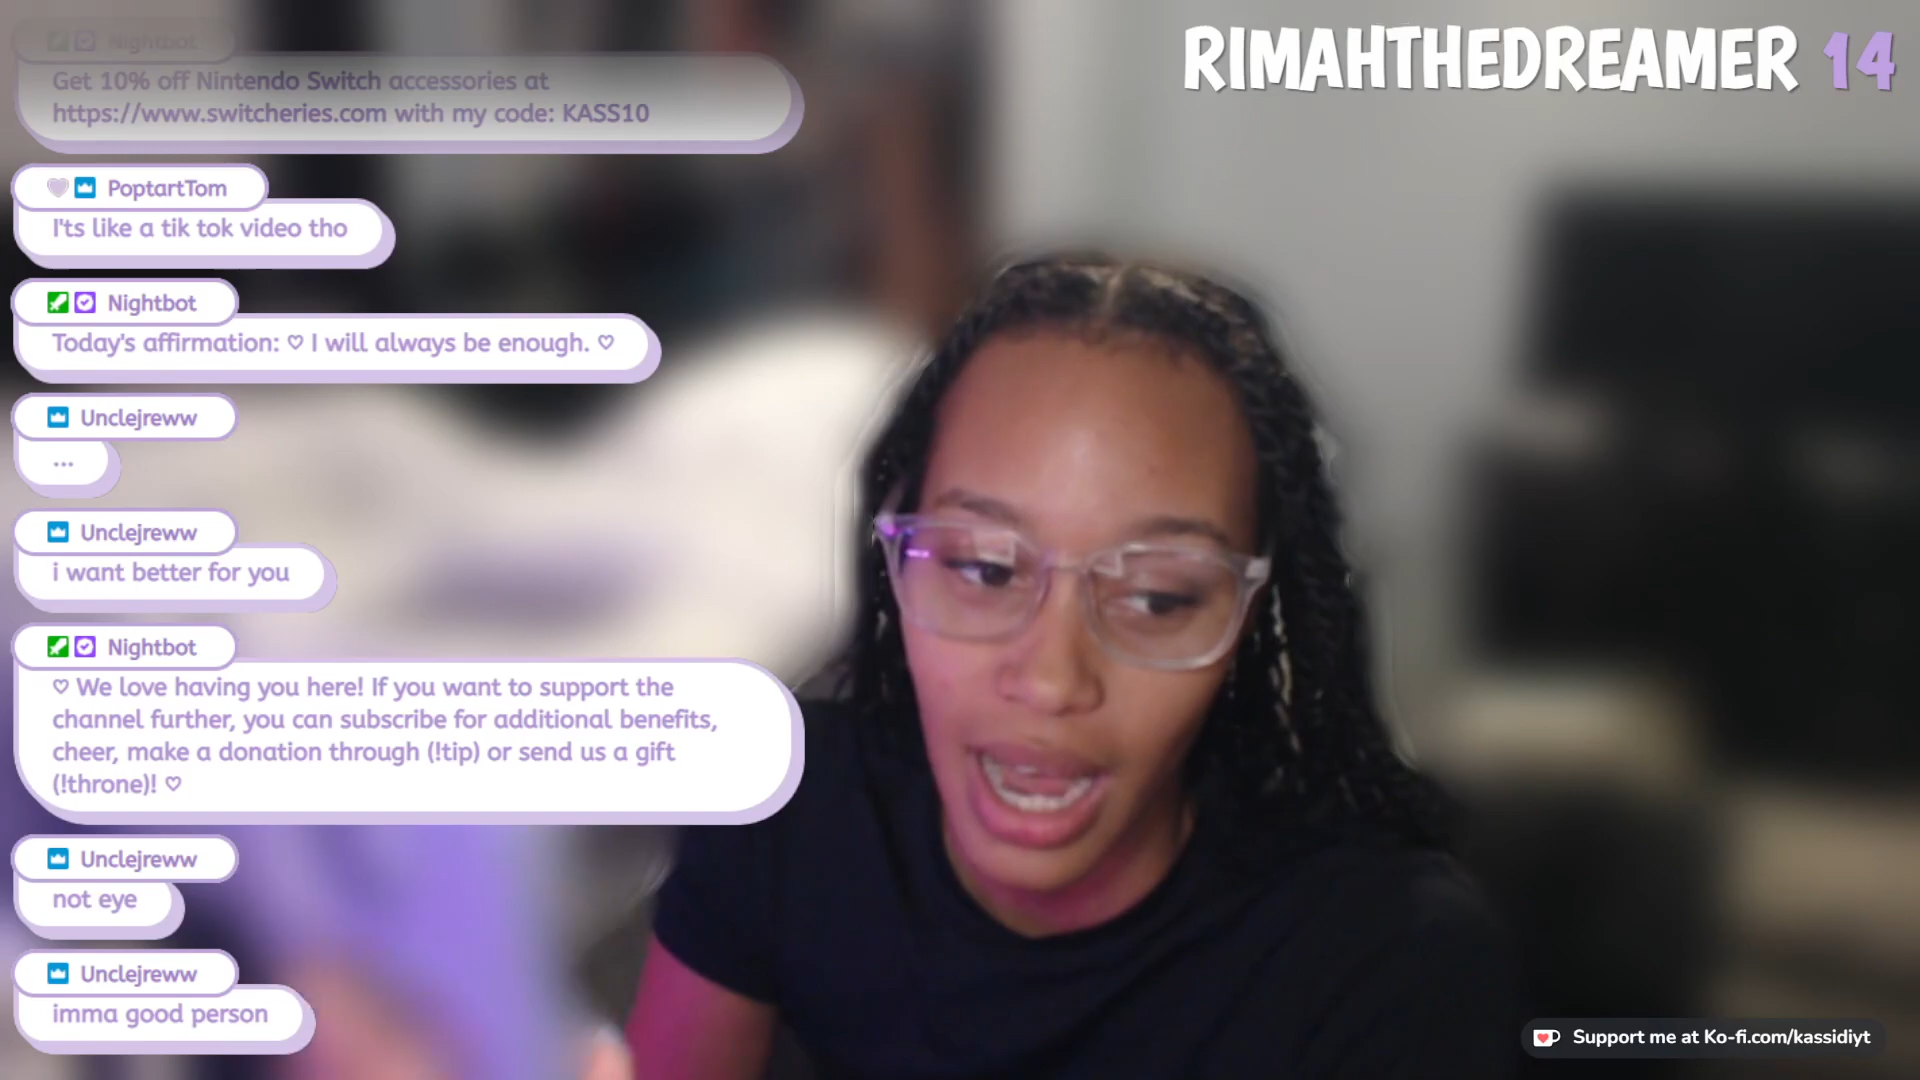 Nightbot
Get 10% off Nintendo Switch accessories at
https://www.switcheries.com with my code: KASS10
RIMAHTHEDREAMER 14
PoptartTom
I'ts like a tik tok video tho
Nightbot
Today's affirmation: ♡ I will always be enough. ♡
Unclejreww
...
Unclejreww
i want better for you
Nightbot
♡ We love having you here! If you want to support the
channel further, you can subscribe for additional benefits,
cheer, make a donation through (!tip) or send us a gift
(!throne)! ♡
Unclejreww
not eye
Unclejreww
imma good person
Support me at Ko-fi.com/kassidiyt